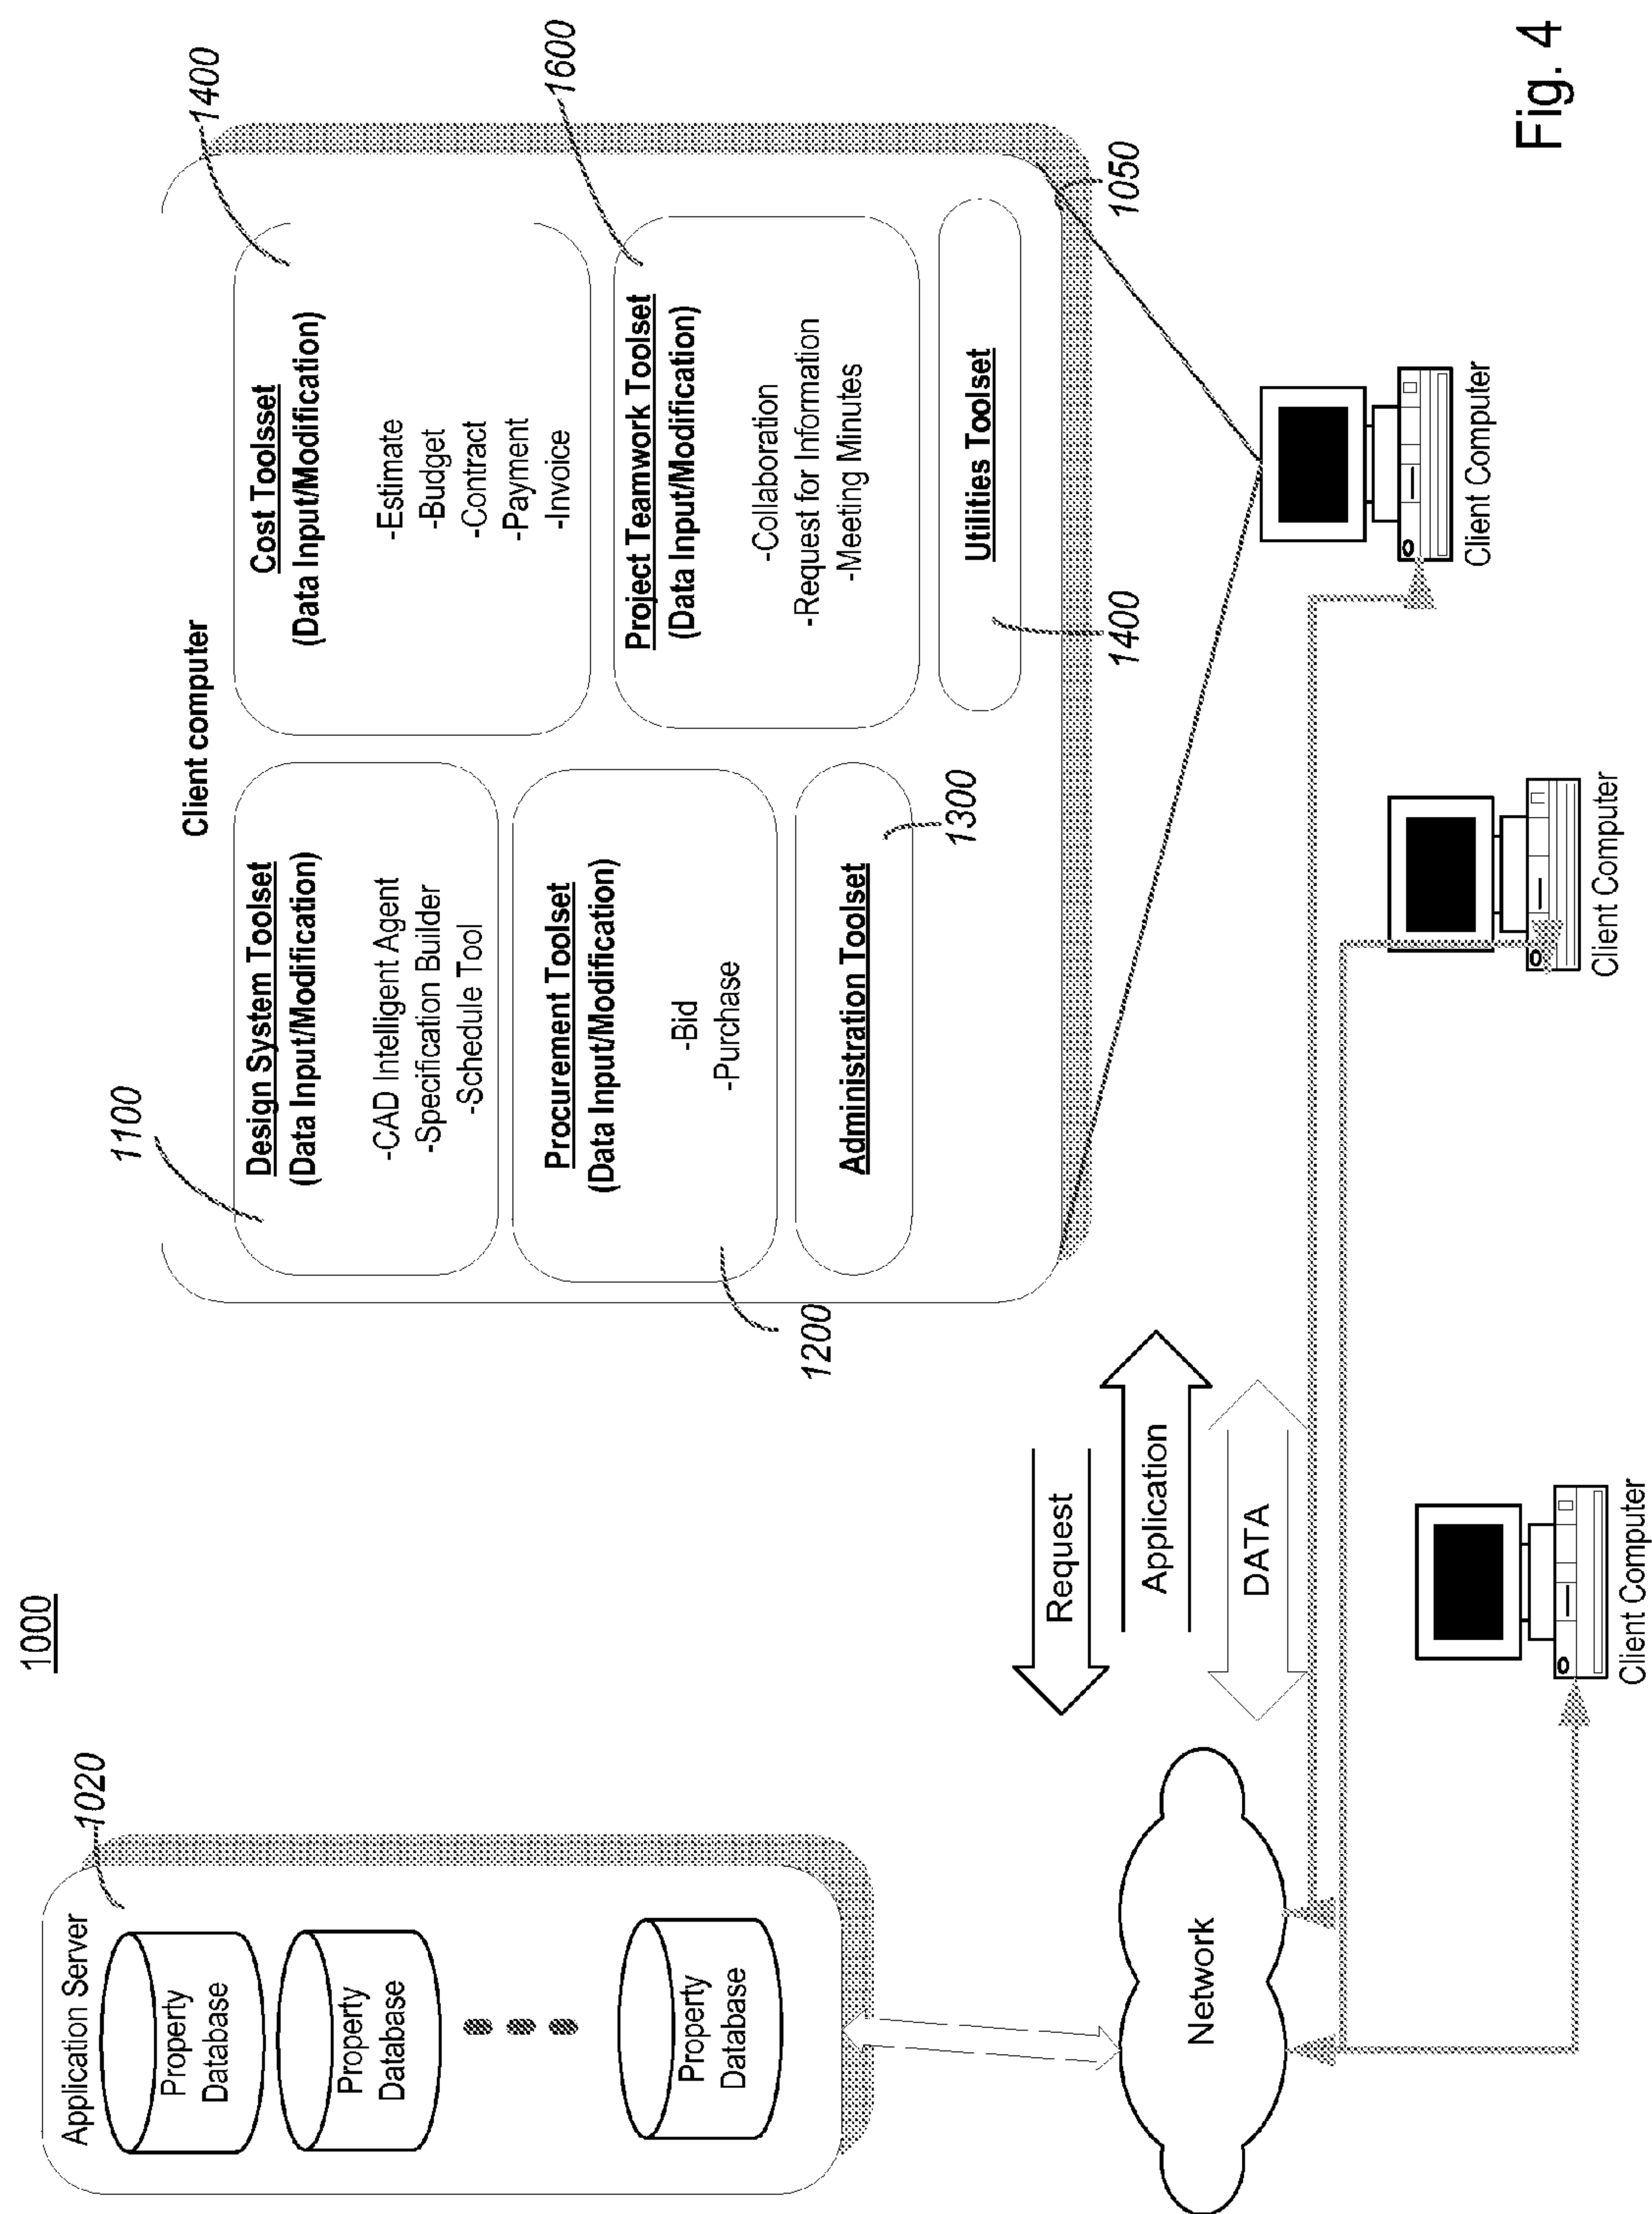 1000
Application Server
1020
Property
Database
Property
Database
Property
Database
Network
Request
Application
DATA
Client computer
1100
Design System Toolset
(Data Input/Modification)
-CAD Intelligent Agent
-Specification Builder
-Schedule Tool
1200
Procurement Toolset
(Data Input/Modification)
-Bid
-Purchase
Administration Toolset
1300
1400
Cost Toolsset
(Data Input/Modification)
-Estimate
-Budget
-Contract
-Payment
-Invoice
1600
Project Teamwork Toolset
(Data Input/Modification)
-Collaboration
-Request for Information
-Meeting Minutes
Utilities Toolset
1400
1050
Client Computer
Client Computer
Client Computer
Fig. 4